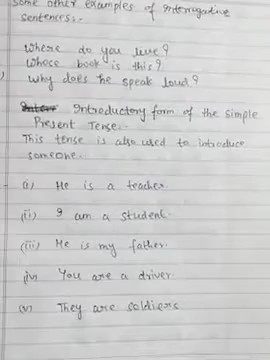 some other examples of interrogative
sentences:-
Where do you live?
Whose book is this?
Why does he speak loud?
Introductory form of the simple
Present Tense:-
This tense is also used to introduce
someone.
(i) He is a teacher.
(ii) I am a student.
(iii) He is my father.
(iv) You are a driver.
(v) They are soldiers